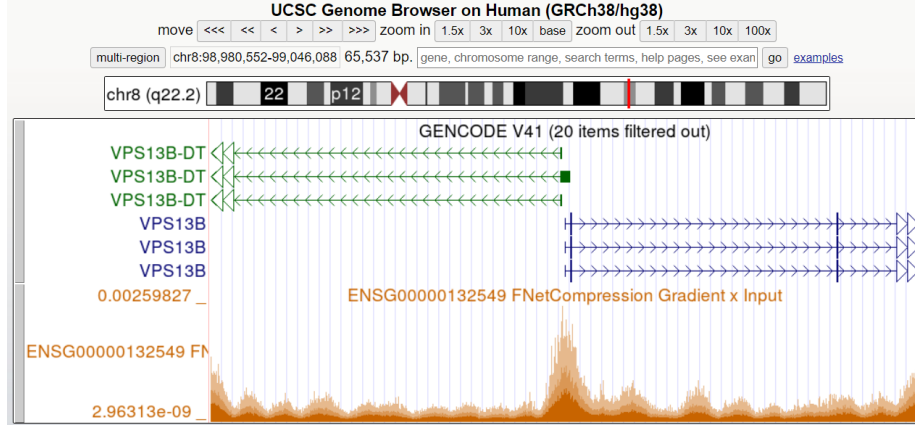 UCSC Genome Browser on Human (GRCh38/hg38)
move <<< << < > >> >>> zoom in 1.5x 3x 10x base zoom out 1.5x 3x 10x 100x
multi-region chr8:98,980,552-99,046,088 65,537 bp. gene, chromosome range, search terms, help pages, see exan go examples
chr8 (q22.2) 22 p12
GENCODE V41 (20 items filtered out)
VPS13B-DT
VPS13B-DT
VPS13B-DT
VPS13B
VPS13B
VPS13B
0.00259827 _ ENSG00000132549 FNetCompression Gradient x Input
ENSG00000132549 FN
2.96313e-09 _